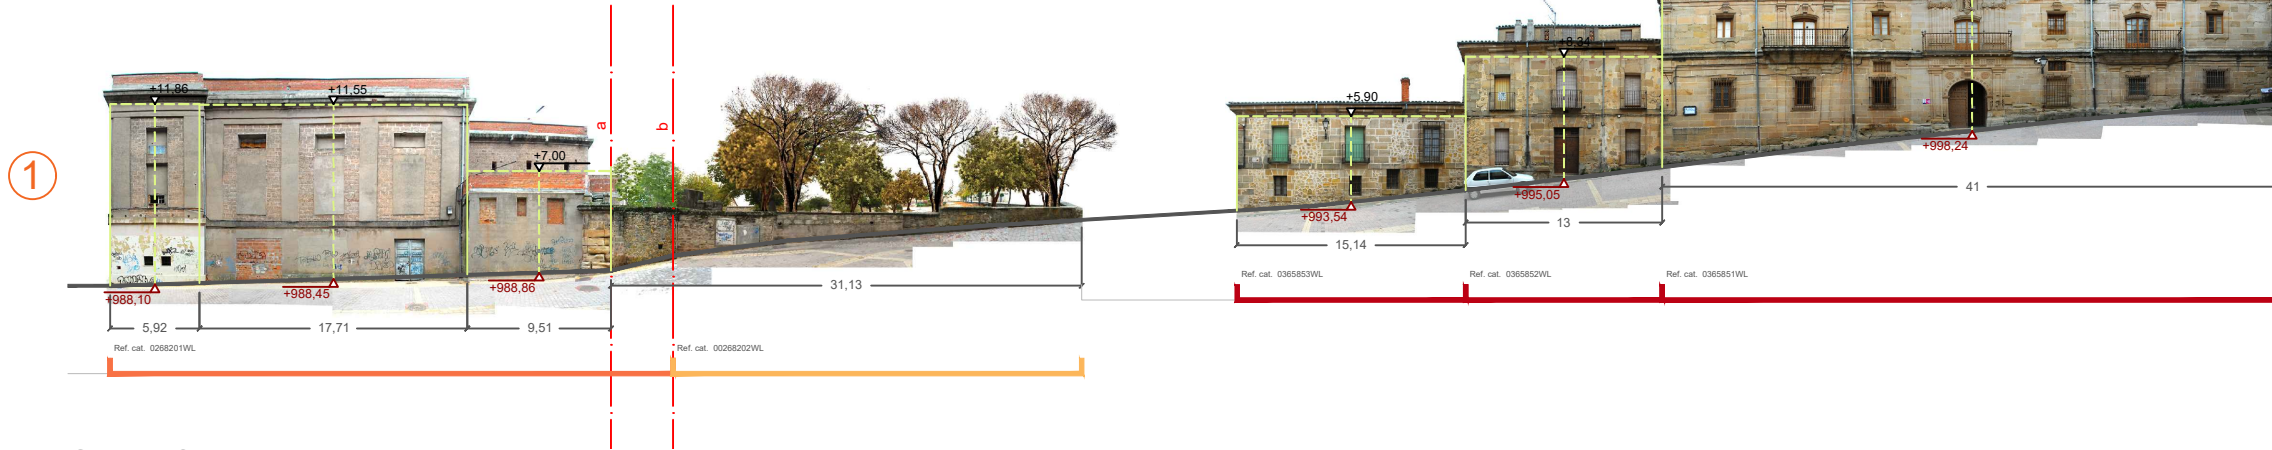 1
+11,86
+11,55
+7,00
a
b
+5,90
+8,34
+988,10
+988,45
+988,86
+993,54
+995,05
+998,24
5,92
17,71
9,51
31,13
15,14
13
41
Ref. cat. 0268201WL
Ref. cat. 00268202WL
Ref. cat. 0365853WL
Ref. cat. 0365852WL
Ref. cat. 0365851WL